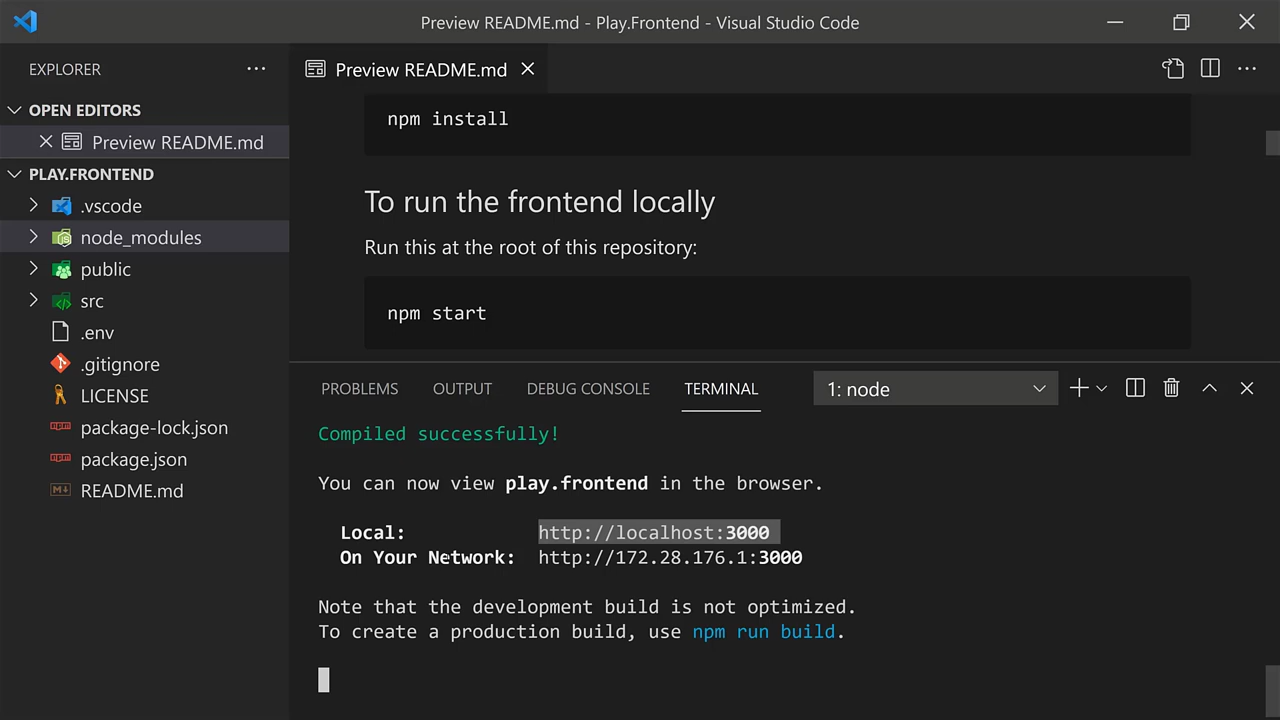 Preview README.md - Play.Frontend - Visual Studio Code
EXPLORER
Preview README.md
OPEN EDITORS
Preview README.md
PLAY.FRONTEND
.vscode
node_modules
public
src
.env
.gitignore
LICENSE
package-lock.json
package.json
README.md
npm install
To run the frontend locally
Run this at the root of this repository:
npm start
PROBLEMS OUTPUT DEBUG CONSOLE TERMINAL 1: node
Compiled successfully!
You can now view play.frontend in the browser.
Local: http://localhost:3000
On Your Network: http://172.28.176.1:3000
Note that the development build is not optimized.
To create a production build, use npm run build.